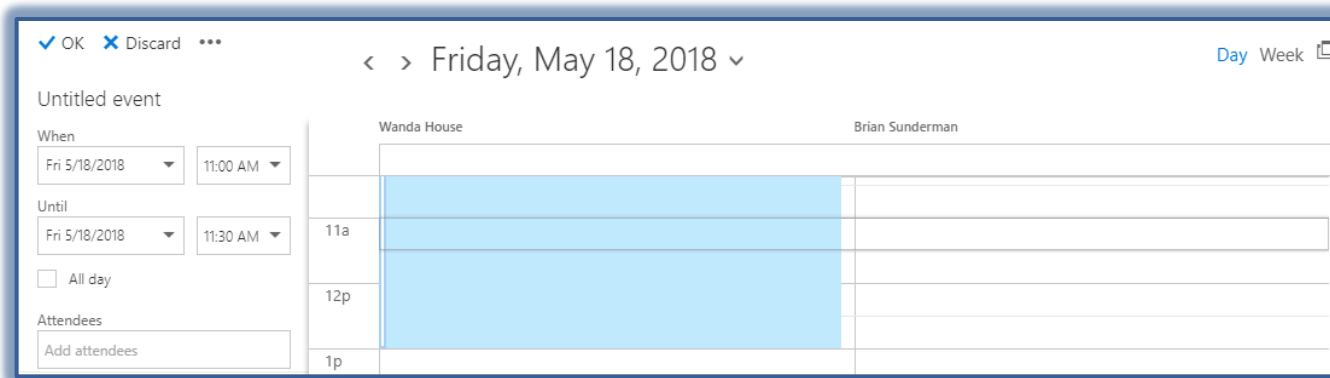 OK Discard •••
Friday, May 18, 2018
Day Week
Untitled event
When
Fri 5/18/2018 11:00 AM
Until
Fri 5/18/2018 11:30 AM
All day
Attendees
Add attendees
Wanda House Brian Sunderman
11a
12p
1p